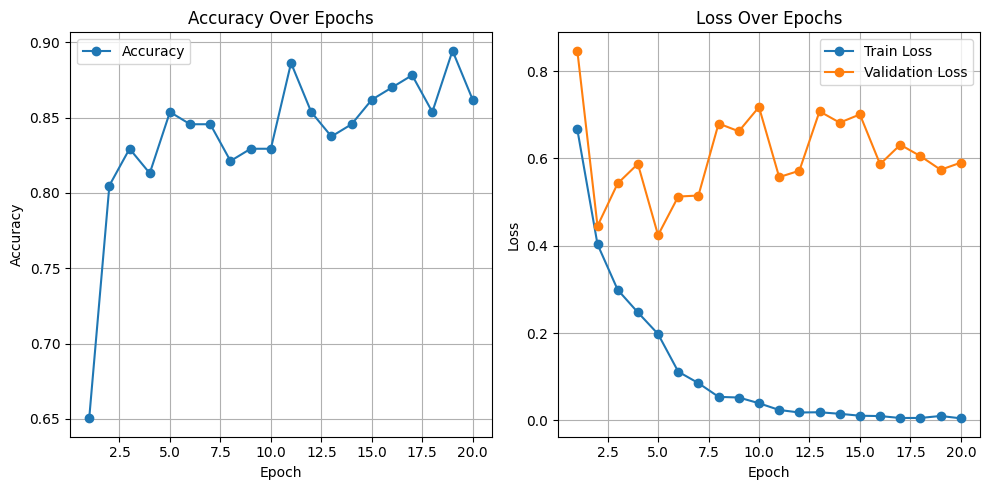 Accuracy Over Epochs
Accuracy
0.90
0.85
0.80
0.75
0.70
0.65
Accuracy
2.5 5.0 7.5 10.0 12.5 15.0 17.5 20.0
Epoch
Loss Over Epochs
Train Loss
Validation Loss
0.8
0.6
0.4
0.2
0.0
Loss
2.5 5.0 7.5 10.0 12.5 15.0 17.5 20.0
Epoch